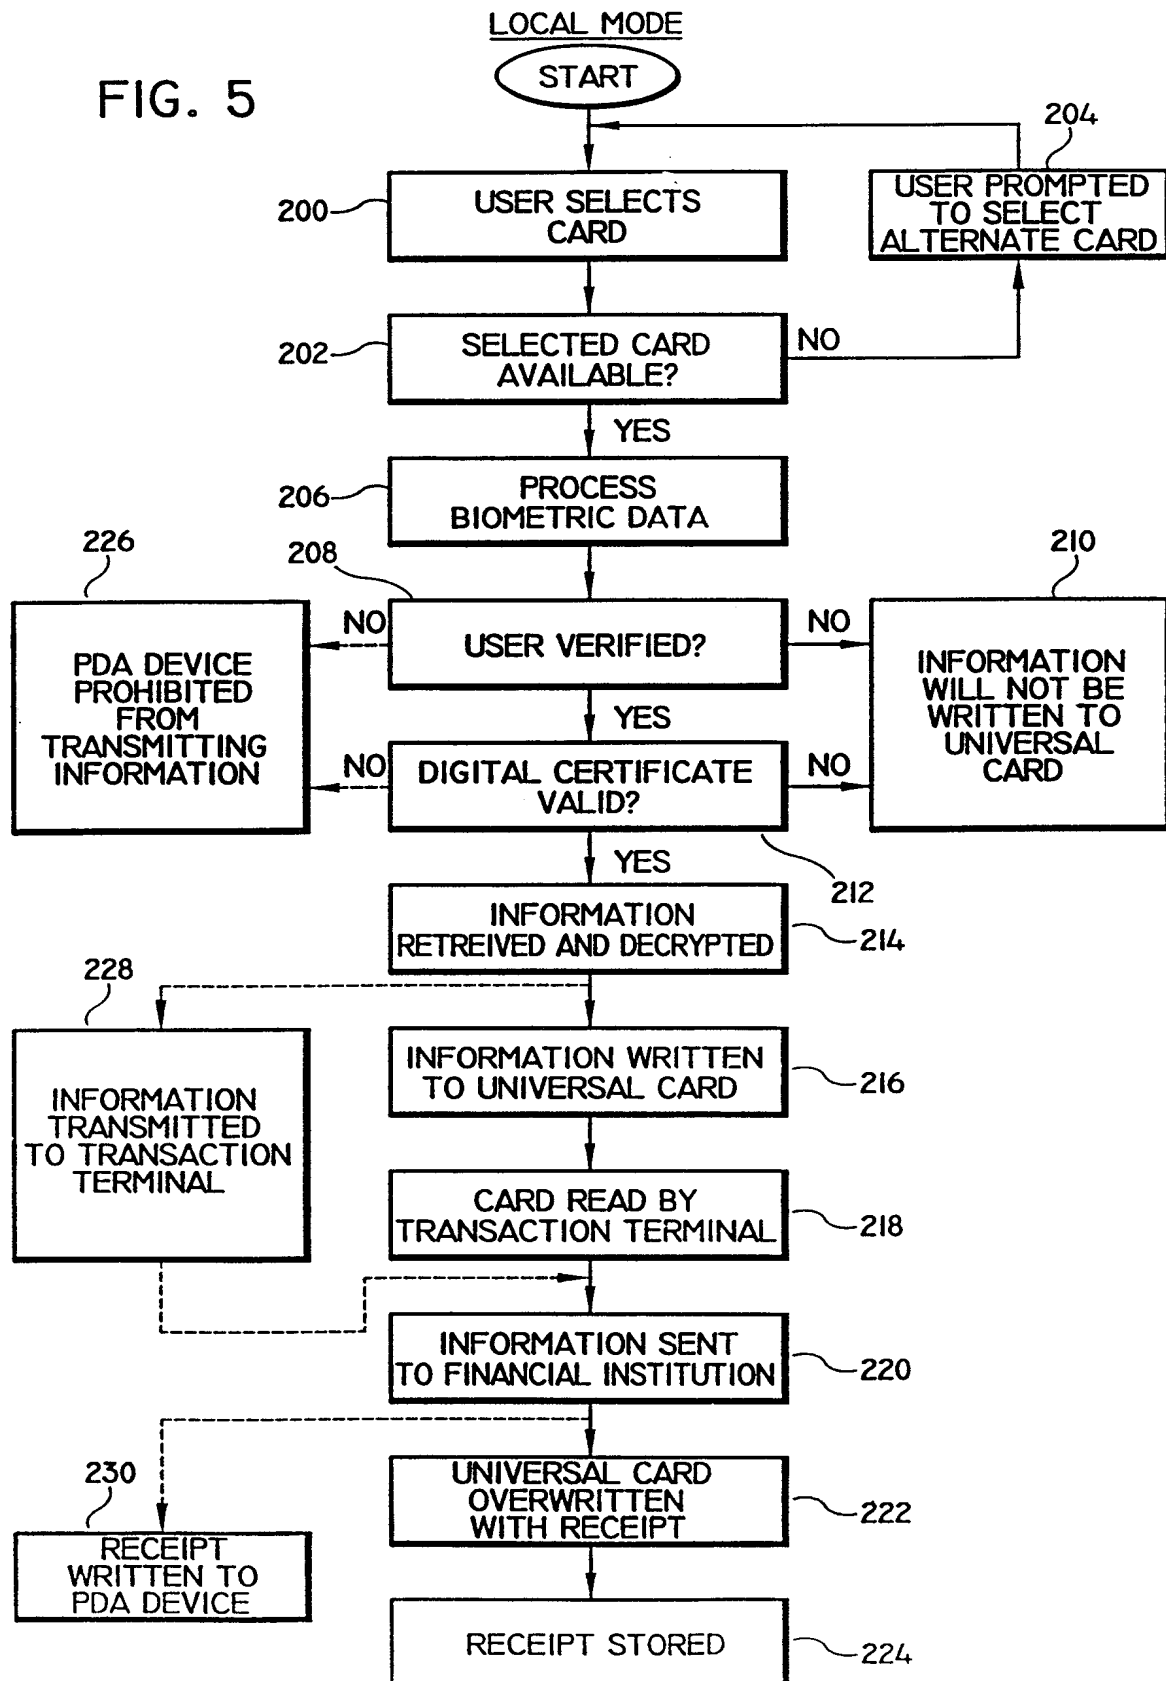 LOCAL MODE
START
FIG. 5
204
USER PROMPTED
TO SELECT
ALTERNATE CARD
200
USER SELECTS
CARD
202
SELECTED CARD
AVAILABLE?
NO
YES
206
PROCESS
BIOMETRIC DATA
226
208
210
PDA DEVICE
PROHIBITED
FROM
TRANSMITTING
INFORMATION
NO
USER VERIFIED?
NO
INFORMATION
WILL NOT BE
WRITTEN TO
UNIVERSAL
CARD
YES
NO
DIGITAL CERTIFICATE
VALID?
NO
YES
212
INFORMATION
RETREIVED AND DECRYPTED
214
228
INFORMATION
TRANSMITTED
TO TRANSACTION
TERMINAL
INFORMATION WRITTEN
TO UNIVERSAL CARD
216
CARD READ BY
TRANSACTION TERMINAL
218
INFORMATION SENT
TO FINANCIAL INSTITUTION
220
230
RECEIPT
WRITTEN TO
PDA DEVICE
UNIVERSAL CARD
OVERWRITTEN
WITH RECEIPT
222
RECEIPT STORED
224